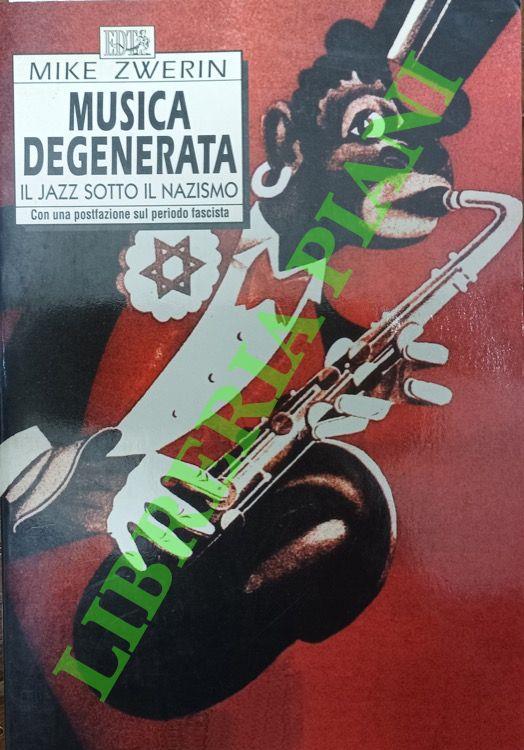 EDT
MIKE ZWERIN
MUSICA
DEGENERATA
IL JAZZ SOTTO IL NAZISMO
Con una postfazione sul periodo fascista
LIBRERIA PIANI